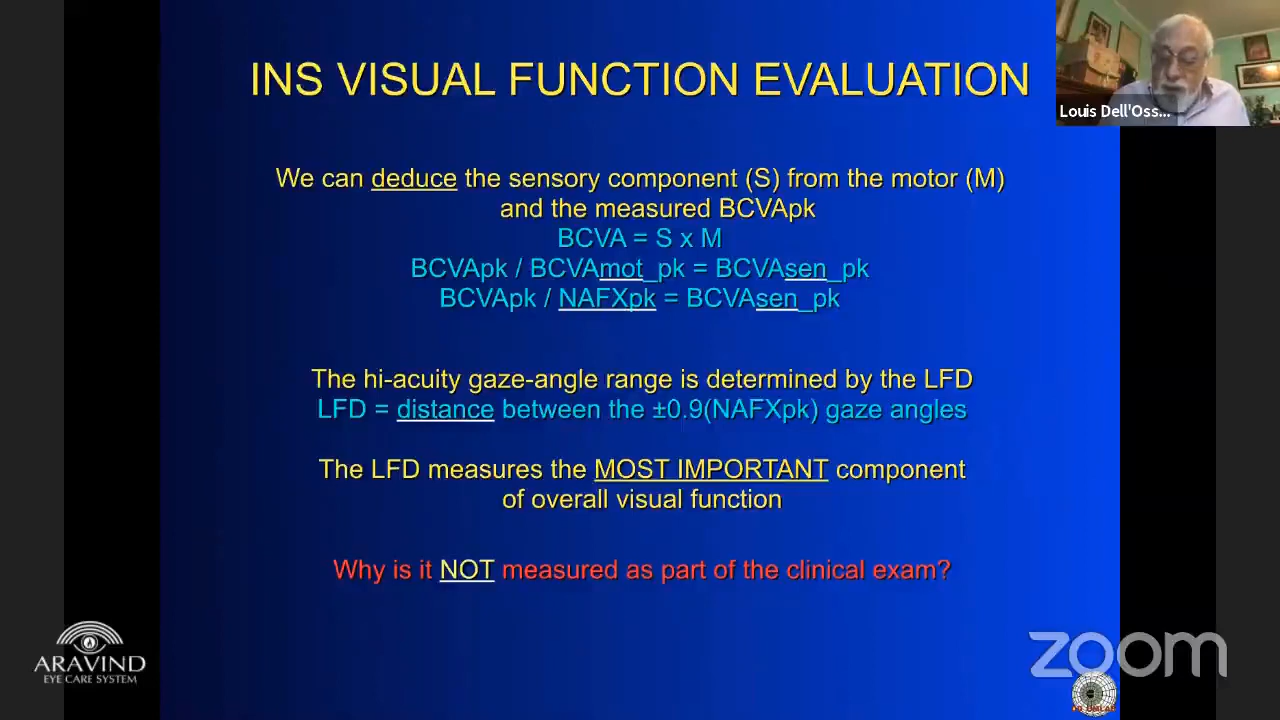 INS VISUAL FUNCTION EVALUATION
Louis Dell'Oss...
We can deduce the sensory component (S) from the motor (M)
and the measured BCVApk
BCVA = S x M
BCVApk / BCVAmot_pk = BCVAsen_pk
BCVApk / NAFXpk = BCVAsen_pk
The hi-acuity gaze-angle range is determined by the LFD
LFD = distance between the ±0.9(NAFXpk) gaze angles
The LFD measures the MOST IMPORTANT component
of overall visual function
Why is it NOT measured as part of the clinical exam?
ARAVIND
EYE CARE SYSTEM
zoom